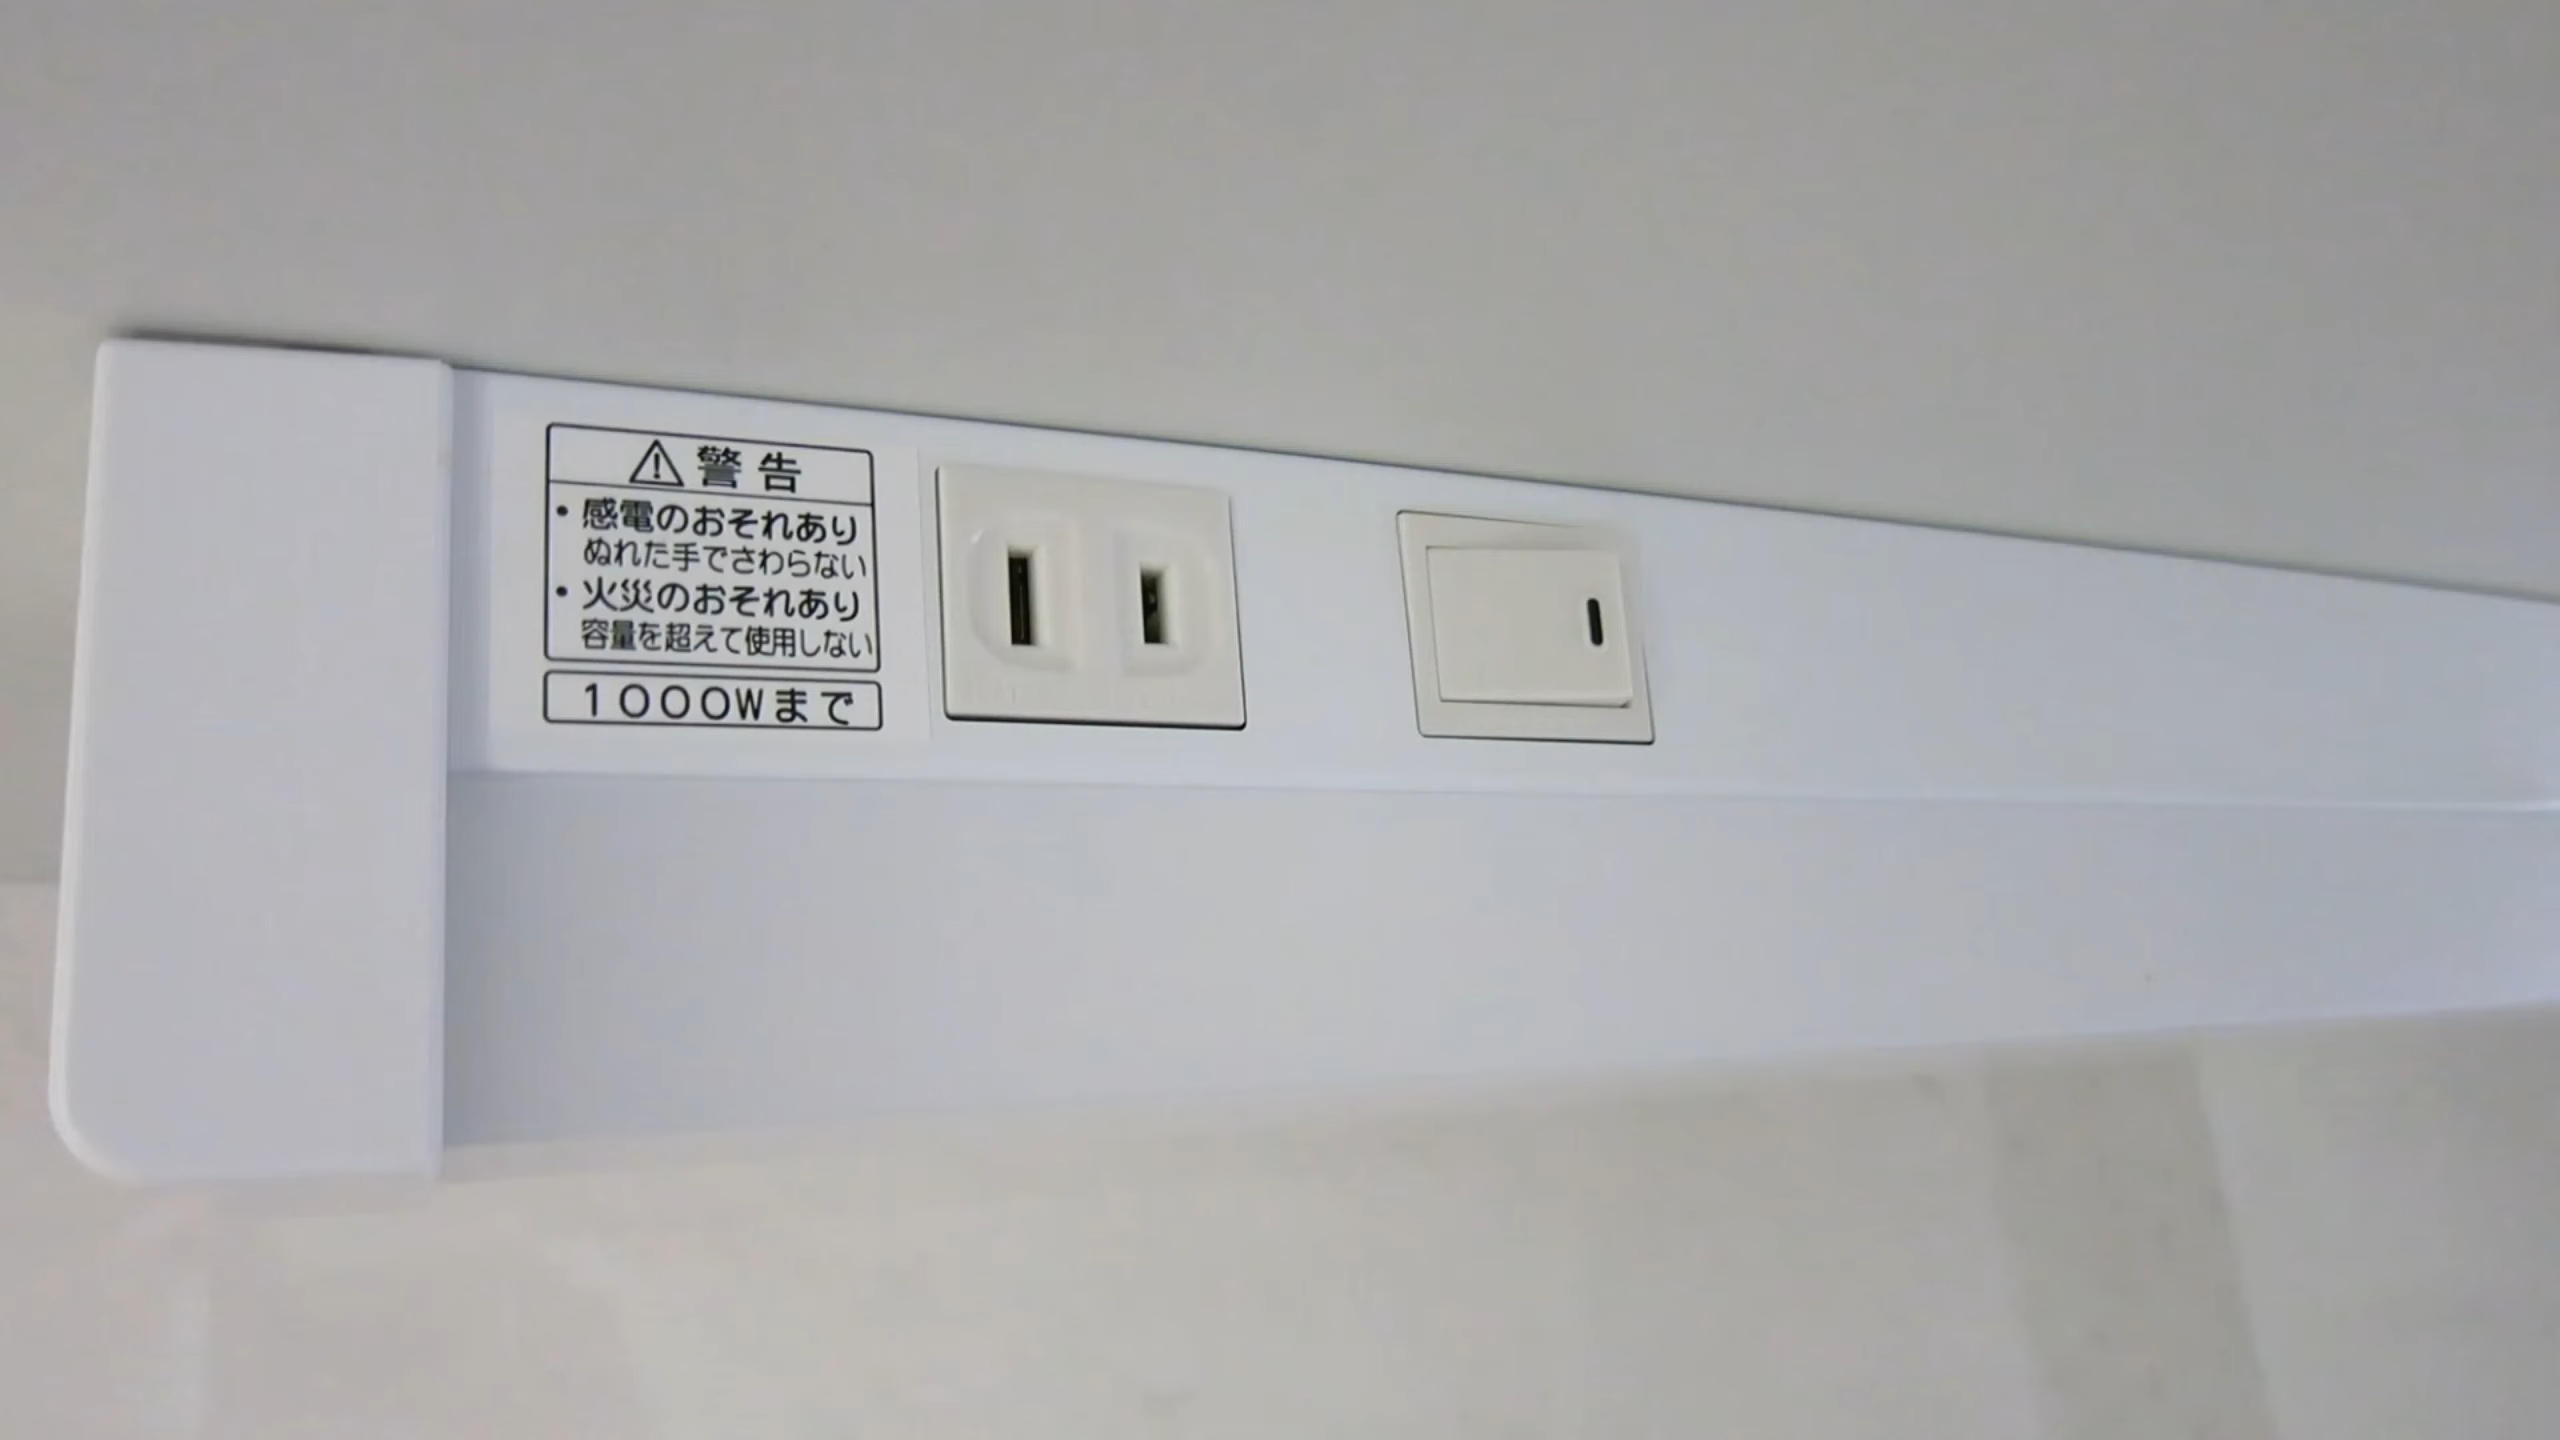 警告
・感電のおそれあり
ぬれた手でさわらない
・火災のおそれあり
容量を超えて使用しない
1000Wまで